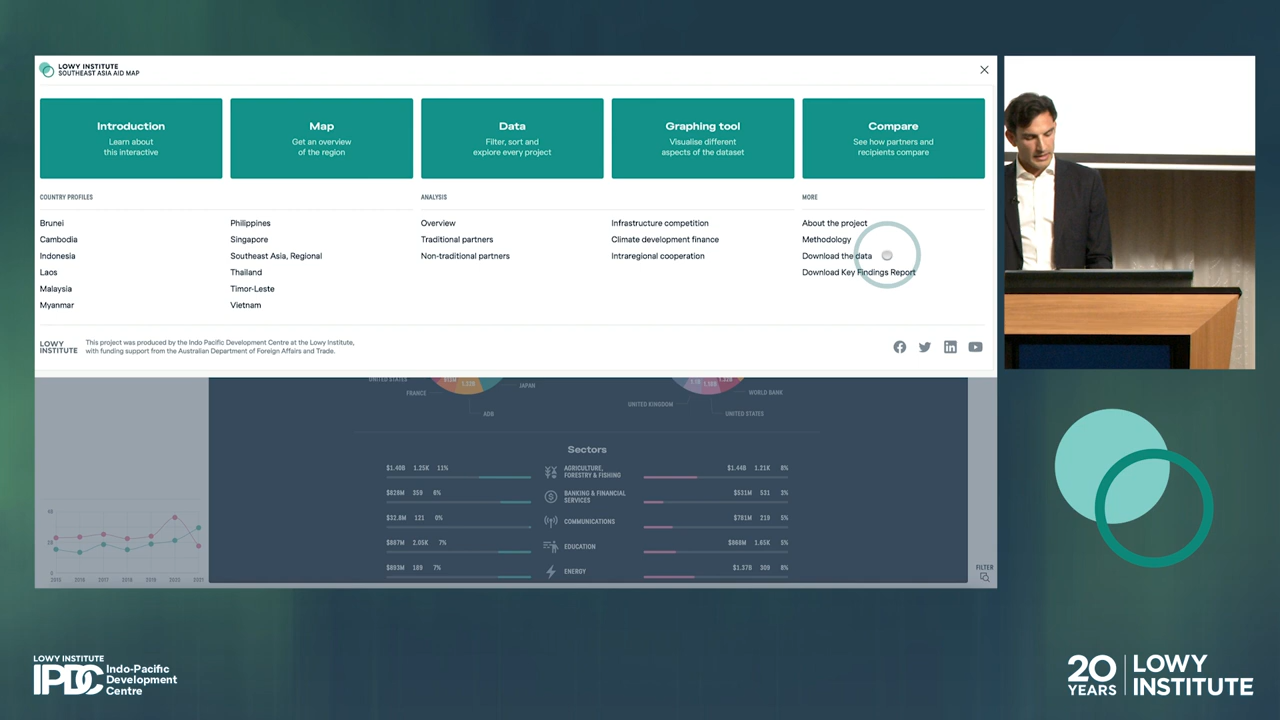 LOWY INSTITUTE
SOUTHEAST ASIA AID MAP
Introduction
Learn about
this interactive
Map
Get an overview
of the region
Data
Filter, sort and
explore every project
Graphing tool
Visualise different
aspects of the dataset
Compare
See how partners and
recipients compare
COUNTRY PROFILES
Brunei
Cambodia
Indonesia
Laos
Malaysia
Myanmar
Philippines
Singapore
Southeast Asia, Regional
Thailand
Timor-Leste
Vietnam
ANALYSIS
Overview
Traditional partners
Non-traditional partners
Infrastructure competition
Climate development finance
Intraregional cooperation
MORE
About the project
Methodology
Download the data
Download Key Findings Report
LOWY
INSTITUTE
This project was produced by the Indo Pacific Development Centre at the Lowy Institute,
with funding support from the Australian Department of Foreign Affairs and Trade.
UNITED STATES
FRANCE
JAPAN
ADB
UNITED KINGDOM
WORLD BANK
UNITED STATES
Sectors
$1.40B 1.25K 11%
AGRICULTURE,
FORESTRY & FISHING
$1.44B 1.21K 8%
$828M 359 6%
BANKING & FINANCIAL
SERVICES
$531M 531 3%
$32.8M 121 0%
COMMUNICATIONS
$781M 219 5%
$887M 2.05K 7%
EDUCATION
$868M 1.65K 5%
$893M 189 7%
ENERGY
$1.37B 309 8%
2015 2016 2017 2018 2019 2020 2021
FILTER
LOWY INSTITUTE
IPDC
Indo-Pacific
Development
Centre
20
YEARS
LOWY
INSTITUTE